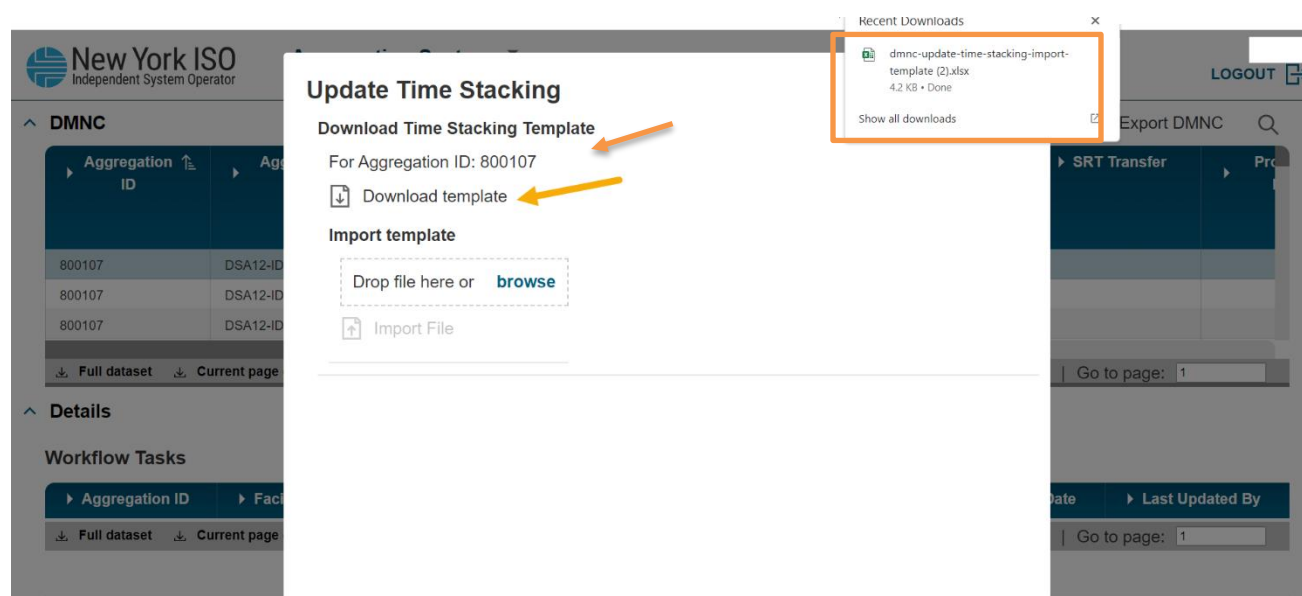 Recent Downloads
dmnc-update-time-stacking-import-
template (2).xlsx
4.2 KB • Done
Show all downloads
New York ISO
Independent System Operator
LOGOUT
DMNC
Export DMNC
Aggregation
ID
SRT Transfer
800107
DSA12-ID
800107
DSA12-ID
800107
DSA12-ID
Full dataset
Current page
Go to page:
1
Update Time Stacking
Download Time Stacking Template
For Aggregation ID: 800107
Download template
Import template
Drop file here or browse
Import File
Details
Workflow Tasks
Aggregation ID
Faci
Date
Last Updated By
Full dataset
Current page
Go to page:
1